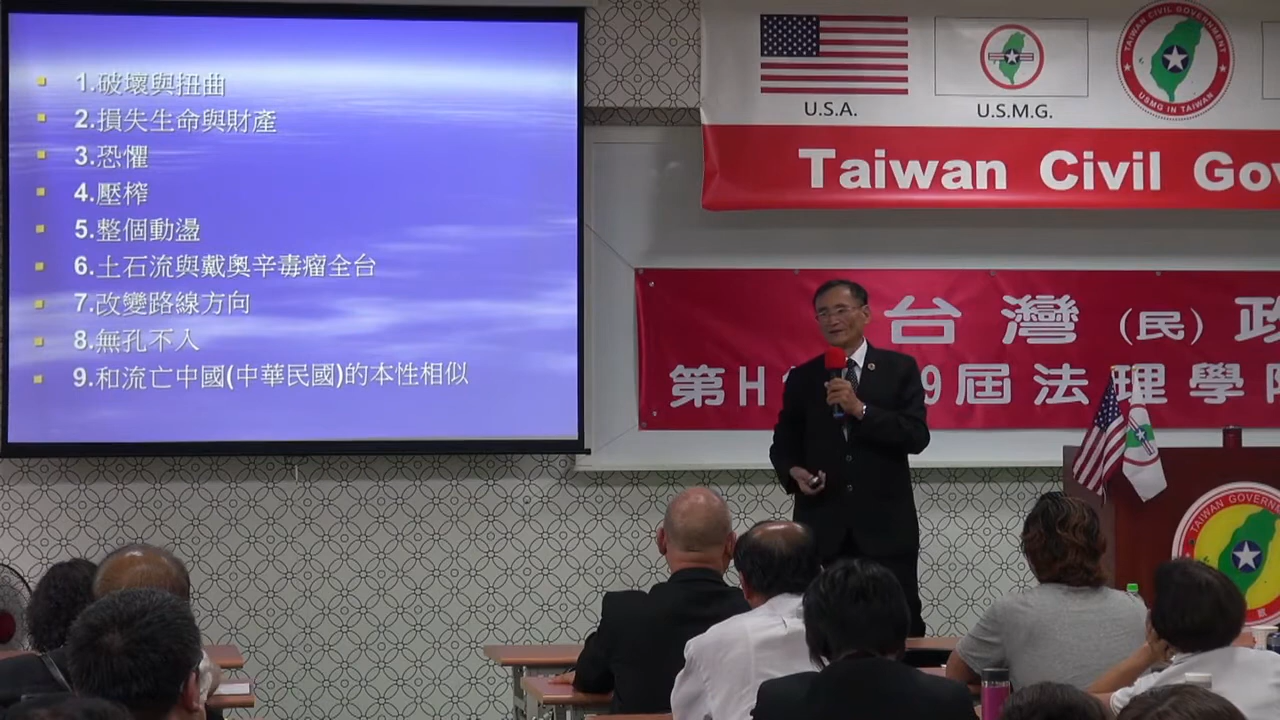 1.破壞與扭曲
2.損失生命與財產
3.恐懼
4.壓榨
5.整個動盪
6.土石流與戴奧辛毒瘤全台
7.改變路線方向
8.無孔不入
9.和流亡中國(中華民國)的本性相似
U.S.A.
U.S.M.G.
TAIWAN CIVIL GOVERNMENT
USMG IN TAIWAN
Taiwan Civil Go
台灣(民)政
第H 9屆法理學
TAIWAN GOVERNM